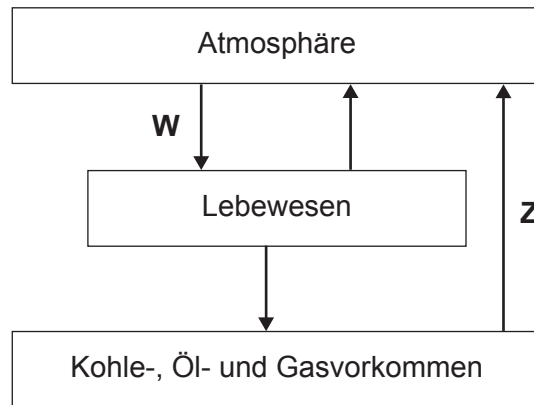 Atmosphäre
W
Lebewesen
Z
Kohle-, Öl- und Gasvorkommen